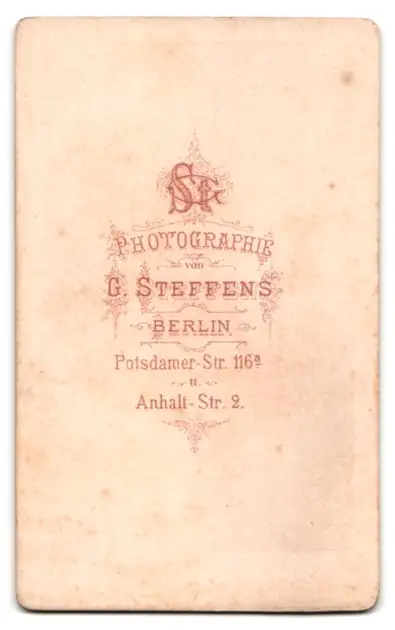 PHOTOGRAPHIE
von
G. STEFFENS
BERLIN
Potsdamer-Str. 116ª
u.
Anhalt-Str. 2.